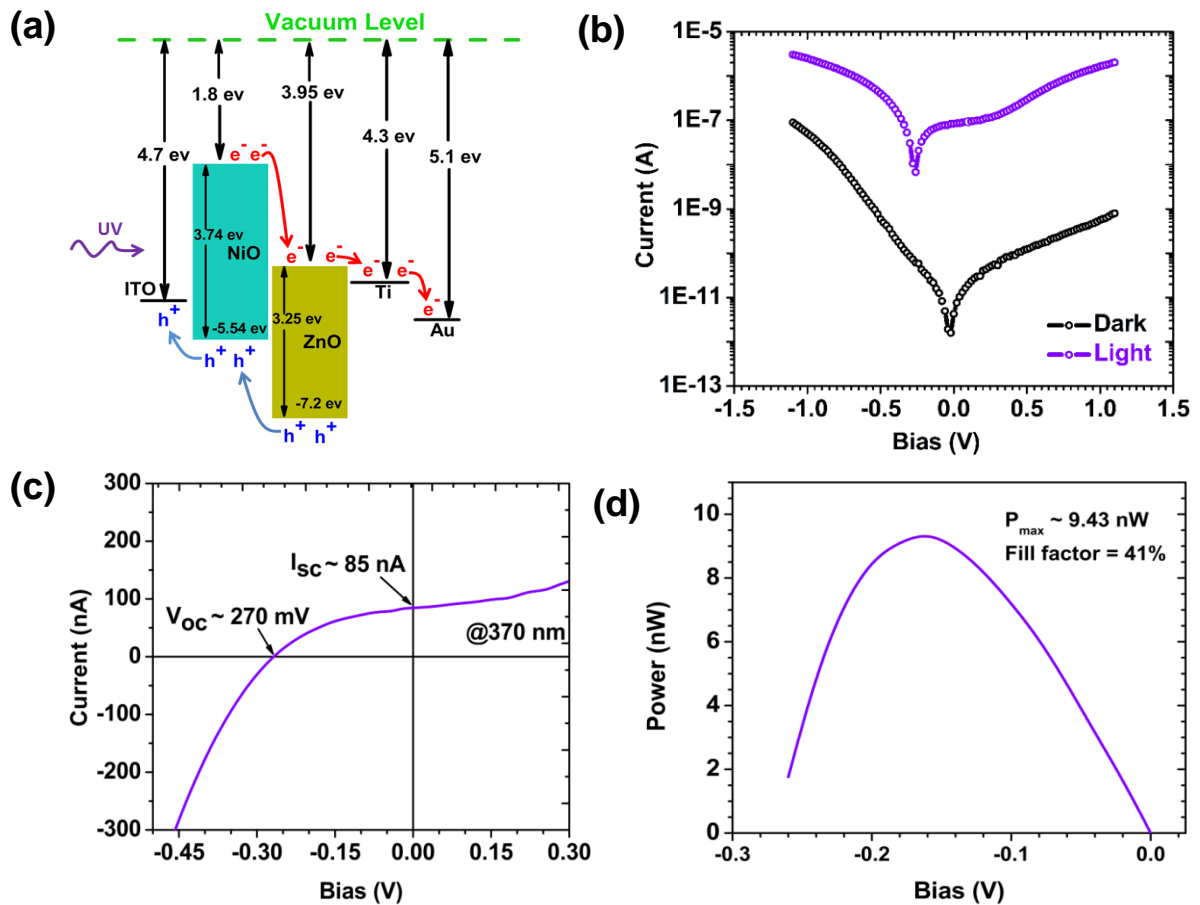 (a)
Vacuum Level
1.8 ev
3.95 ev
4.3 ev
4.7 ev
5.1 ev
e⁻ e⁻
UV
3.74 ev
NiO
e⁻ e⁻
e⁻ e⁻
ITO
Ti
e⁻
h⁺
-5.54 ev
3.25 ev
Au
ZnO
h⁺ h⁺
-7.2 ev
h⁺ h⁺
(b)
1E-5
1E-7
1E-9
1E-11
1E-13
Current (A)
Dark
Light
-1.5 -1.0 -0.5 0.0 0.5 1.0 1.5
Bias (V)
(c)
300
200
100
0
-100
-200
-300
Current (nA)
ISC ~ 85 nA
VOC ~ 270 mV
@370 nm
-0.45 -0.30 -0.15 0.00 0.15 0.30
Bias (V)
(d)
10
8
6
4
2
0
Power (nW)
Pmax ~ 9.43 nW
Fill factor = 41%
-0.3 -0.2 -0.1 0.0
Bias (V)